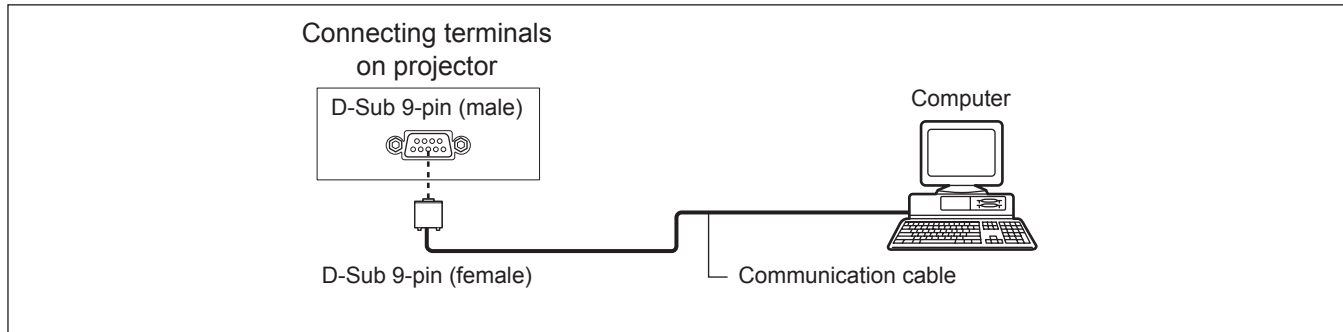 Connecting terminals
on projector
D-Sub 9-pin (male)
Computer
D-Sub 9-pin (female)
Communication cable